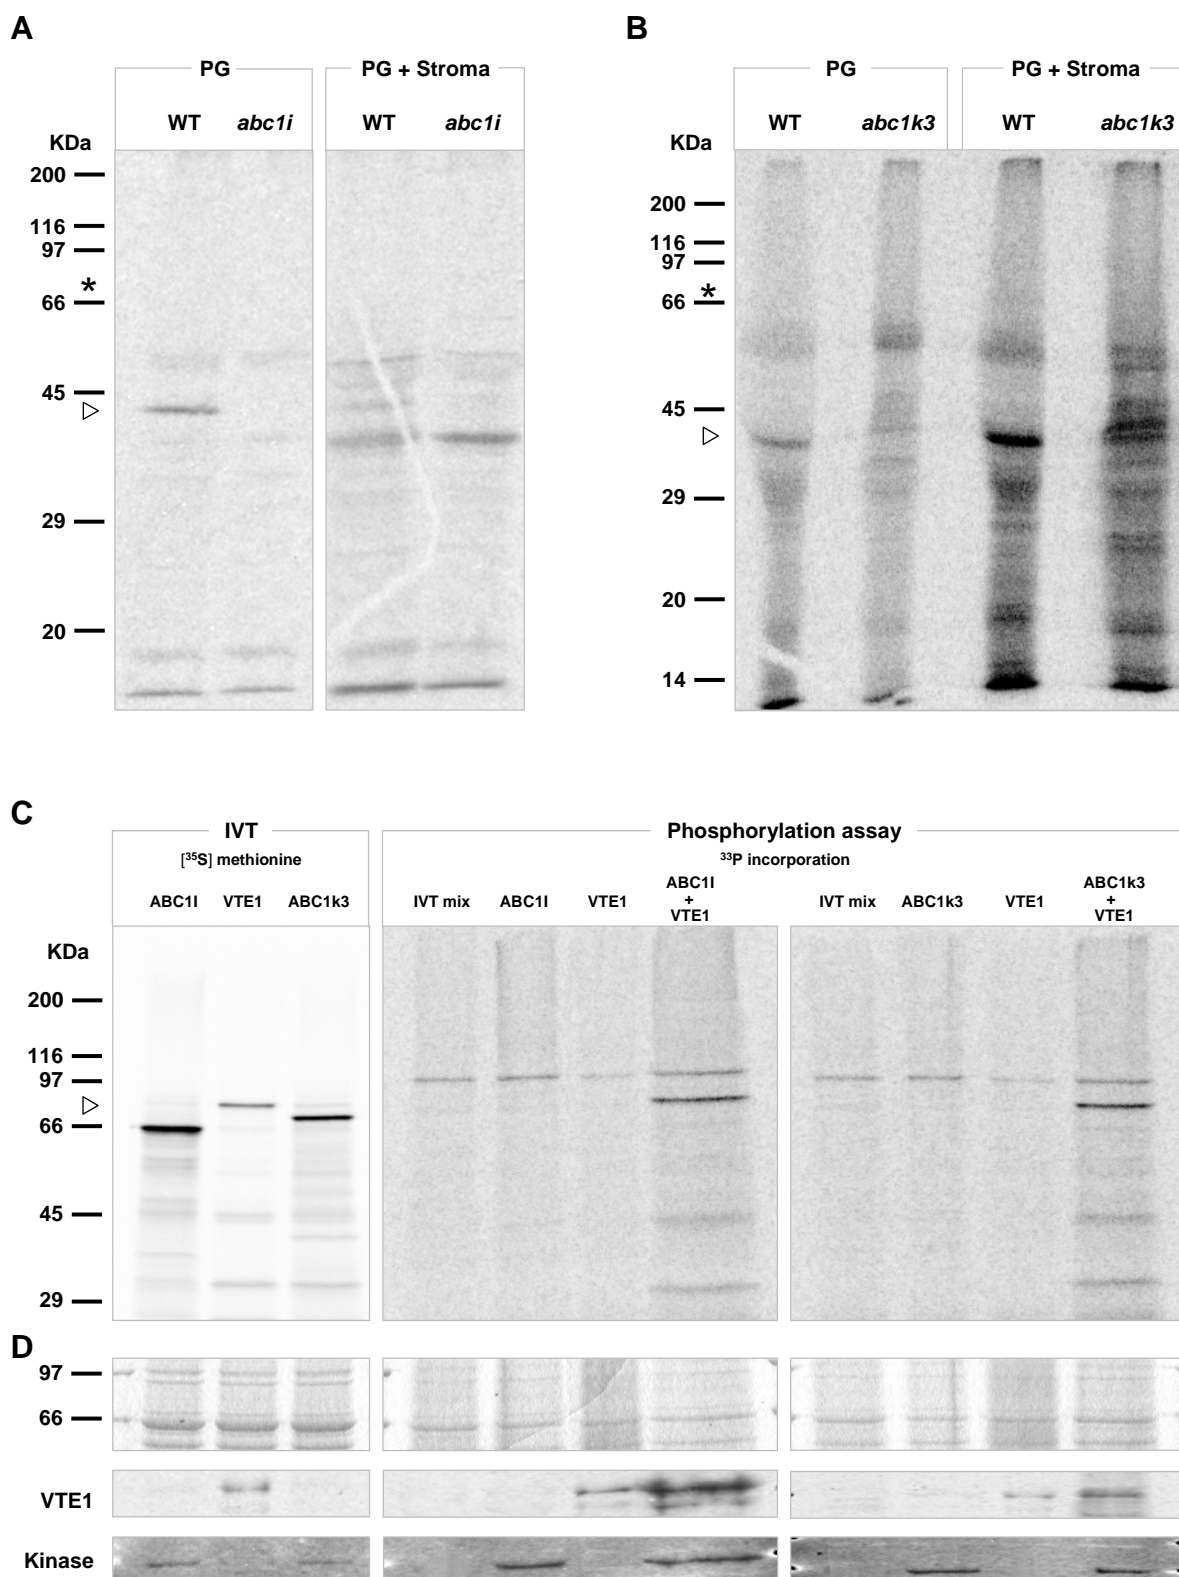 A
PG
PG + Stroma
WT
abc1i
WT
abc1i
KDa
200
116
97
*
66
45
29
20
B
PG
PG + Stroma
WT
abc1k3
WT
abc1k3
KDa
200
116
97
*
66
45
29
20
14
C
IVT
[35S] methionine
ABC1I
VTE1
ABC1k3
Phosphorylation assay
33P incorporation
IVT mix
ABC1I
VTE1
ABC1I
+
VTE1
IVT mix
ABC1k3
VTE1
ABC1k3
+
VTE1
KDa
200
116
97
66
45
29
D
97
66
VTE1
Kinase